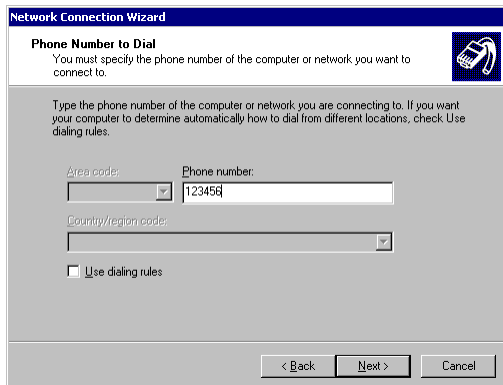 Network Connection Wizard
Phone Number to Dial
You must specify the phone number of the computer or network you want to
connect to.
Type the phone number of the computer or network you are connecting to. If you want
your computer to determine automatically how to dial from different locations, check Use
dialing rules.
Area code: Phone number:
123456
Country/region code:
Use dialing rules
< Back Next > Cancel